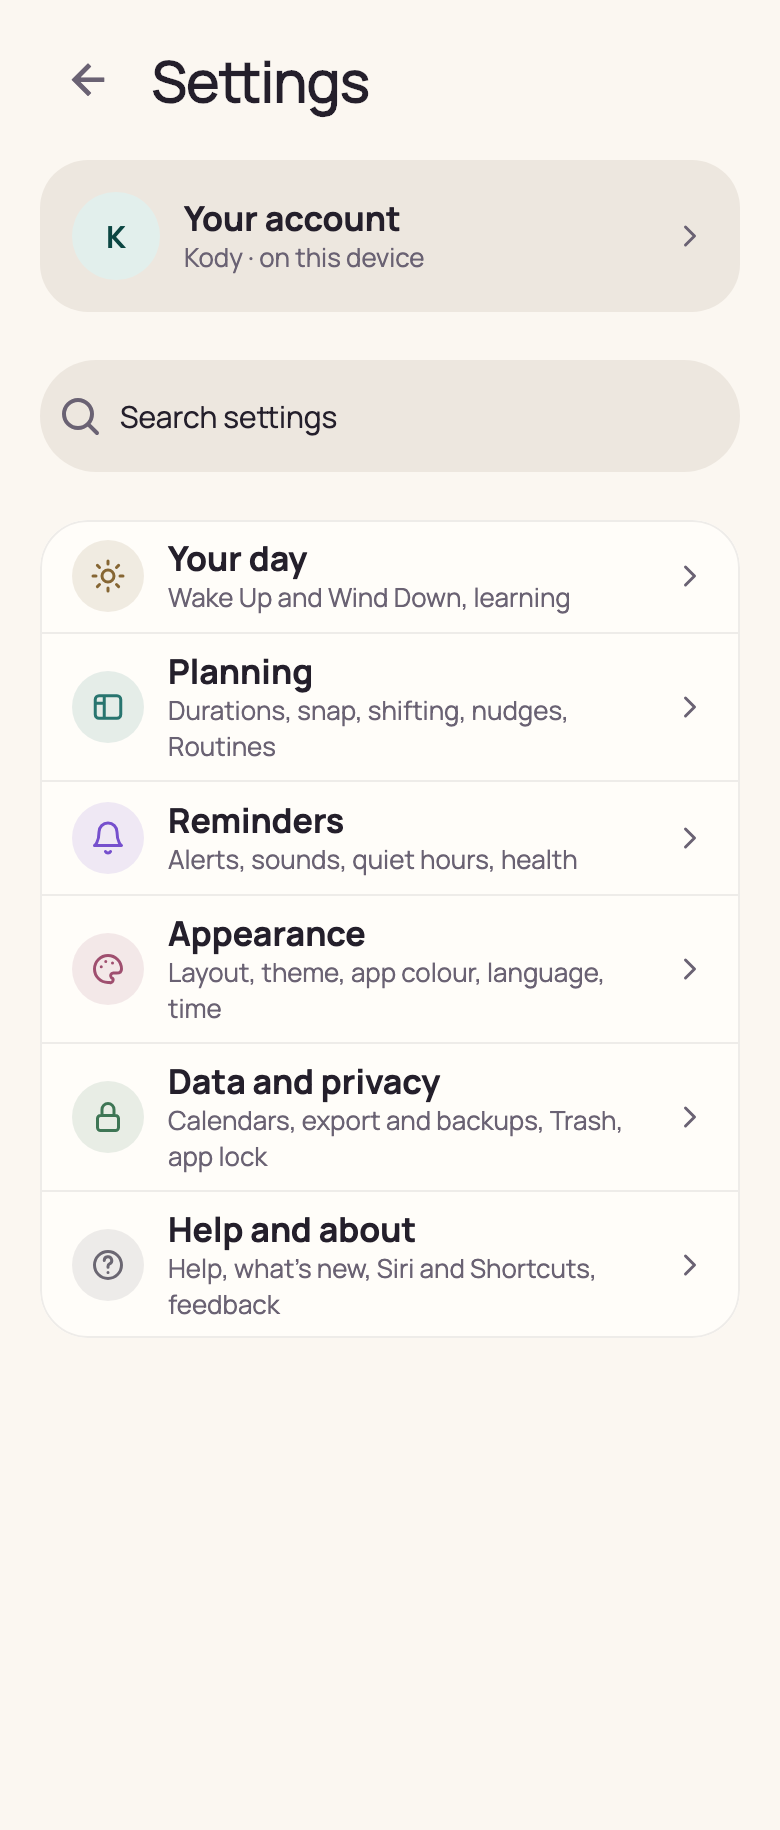 Settings
K
Your account
Kody · on this device
Search settings
Your day
Wake Up and Wind Down, learning
Planning
Durations, snap, shifting, nudges,
Routines
Reminders
Alerts, sounds, quiet hours, health
Appearance
Layout, theme, app colour, language,
time
Data and privacy
Calendars, export and backups, Trash,
app lock
Help and about
Help, what’s new, Siri and Shortcuts,
feedback